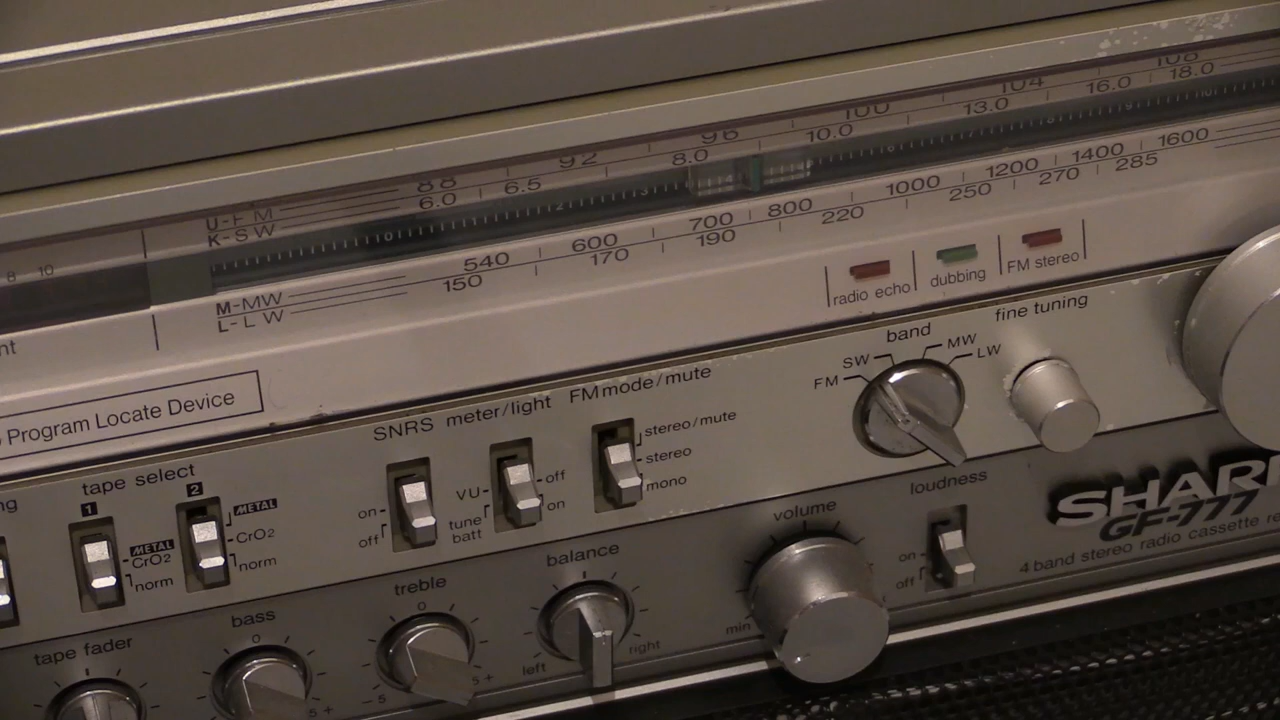 88 92 96 100 104 108
U-FM
6.0 6.5 8.0 10.0 13.0 16.0 18.0
K-SW
8 10
M-MW 540 600 700 800 1000 1200 1400 1600
L-LW 150 170 190 220 250 270 285
radio echo dubbing FM stereo
Program Locate Device
band fine tuning
FM SW MW LW
SNRS meter/light FM mode/mute
on off
VU tune batt off on
stereo/mute
stereo
mono
tape select
1 METAL CrO2 norm
2 METAL CrO2 norm
tape fader
bass 0 5+
treble 0 -5 5+
balance left right
volume min
loudness
on
off
SHARP
GF-777
4 band stereo radio cassette